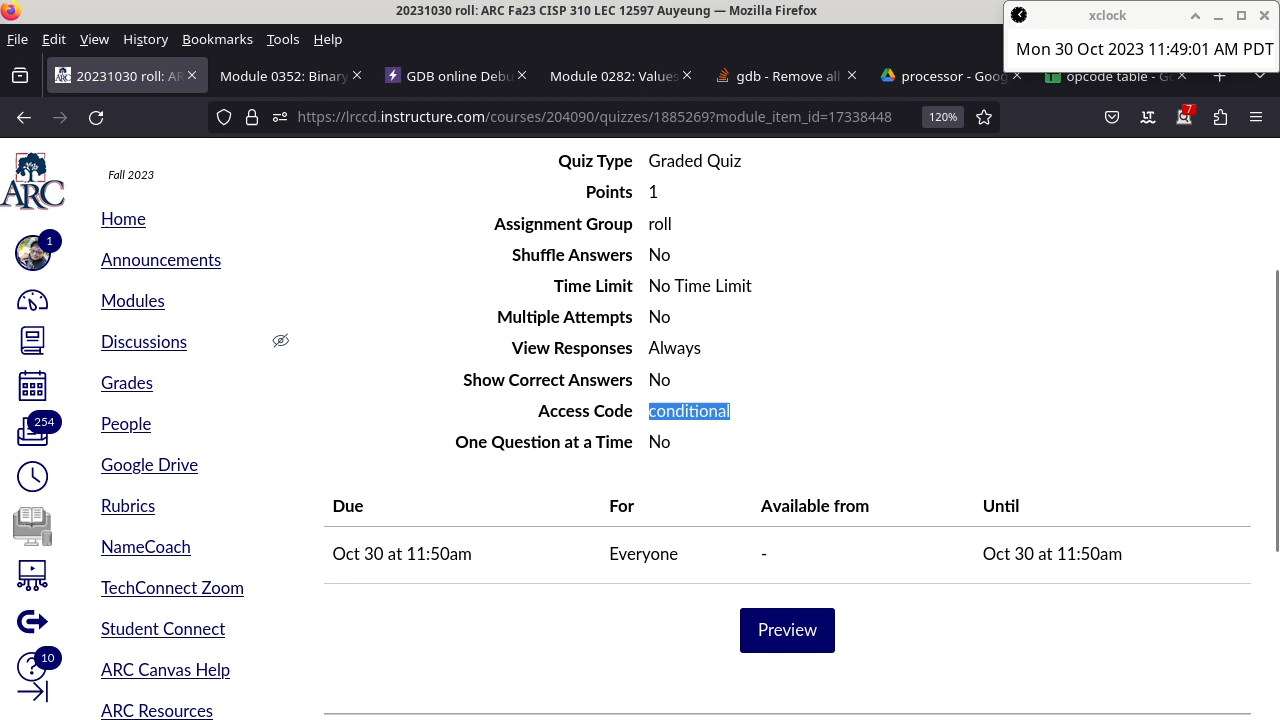 20231030 roll: ARC Fa23 CISP 310 LEC 12597 Auyeung — Mozilla Firefox
xclock
File Edit View History Bookmarks Tools Help
Mon 30 Oct 2023 11:49:01 AM PDT
20231030 roll: AR
Module 0352: Binary
GDB online Debu
Module 0282: Values
gdb - Remove all
processor - Goog
opcode table - Go
https://lrccd.instructure.com/courses/204090/quizzes/1885269?module_item_id=17338448
120%
7
ARC
Fall 2023
Home
Announcements
Modules
Discussions
Grades
People
Google Drive
Rubrics
NameCoach
TechConnect Zoom
Student Connect
ARC Canvas Help
ARC Resources
1
254
10
Quiz Type Graded Quiz
Points 1
Assignment Group roll
Shuffle Answers No
Time Limit No Time Limit
Multiple Attempts No
View Responses Always
Show Correct Answers No
Access Code conditional
One Question at a Time No
Due For Available from Until
Oct 30 at 11:50am Everyone - Oct 30 at 11:50am
Preview